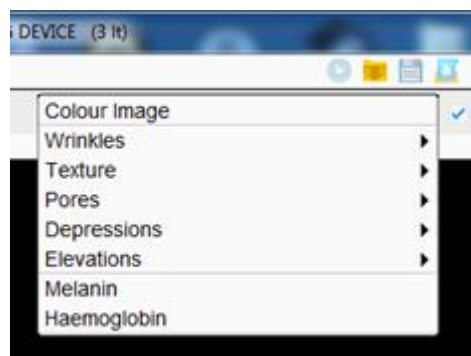 DEVICE (3 lt)
Colour Image
Wrinkles
Texture
Pores
Depressions
Elevations
Melanin
Haemoglobin